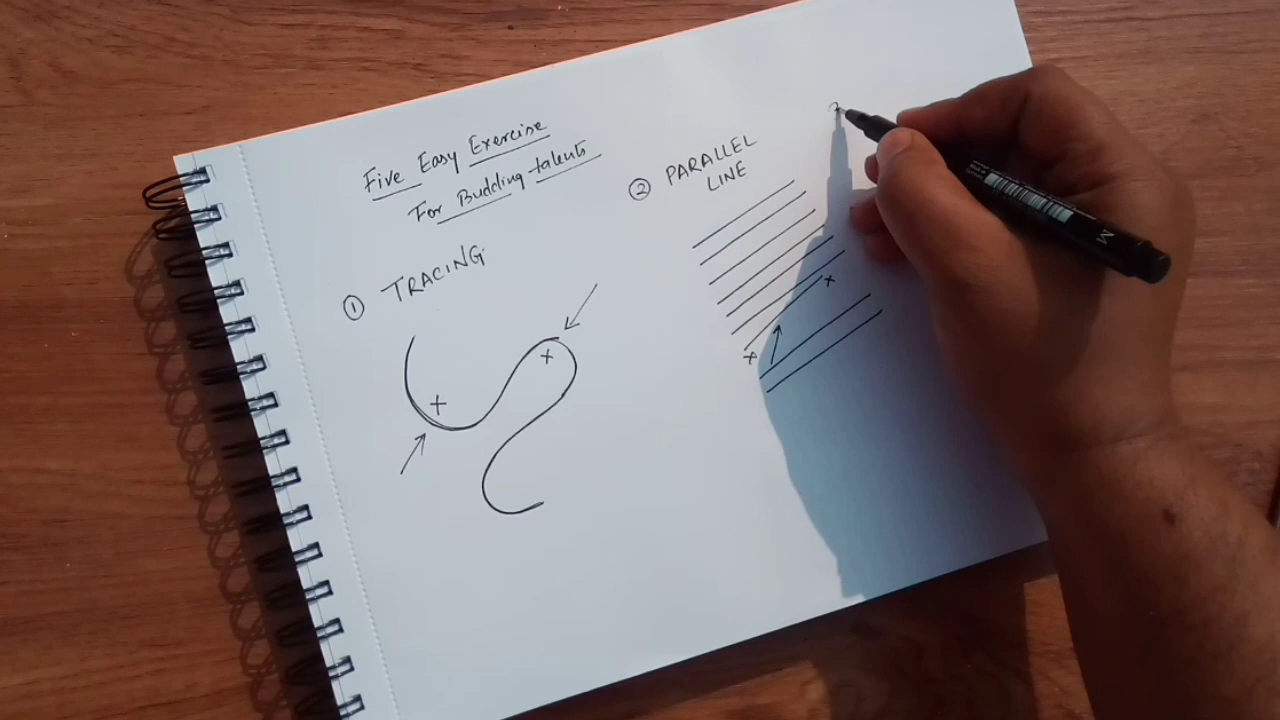 Five Easy Exercise
For Budding talents
① TRACING
② PARALLEL
LINE
M